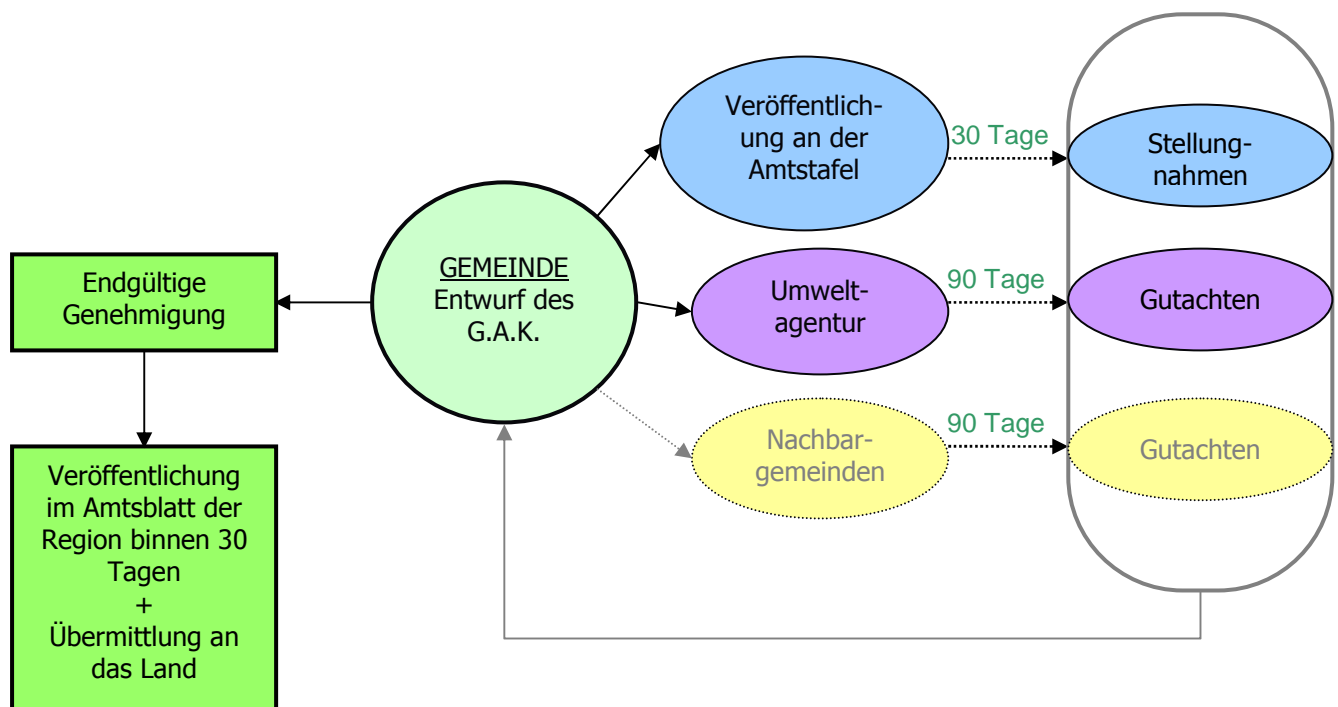 Veröffentlich-
ung an der
Amtstafel
30 Tage
Stellung-
nahmen
GEMEINDE
Entwurf des
G.A.K.
Endgültige
Genehmigung
Umwelt-
agentur
90 Tage
Gutachten
Nachbar-
gemeinden
90 Tage
Gutachten
Veröffentlichung
im Amtsblatt der
Region binnen 30
Tagen
+
Übermittlung an
das Land